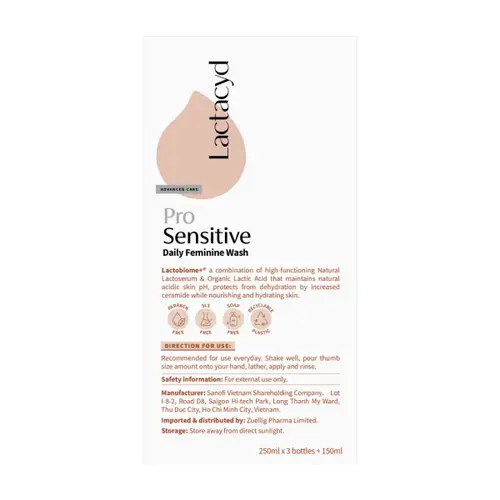 Lactacyd
ADVANCED CARE
Pro
Sensitive
Daily Feminine Wash
Lactobiome+® a combination of high-functioning Natural
Lactoserum & Organic Lactic Acid that maintains natural
acidic skin pH, protects from dehydration by increased
ceramide while nourishing and hydrating skin.
PARABEN FREE
SLS FREE
SOAP FREE
RECYCLABLE PLASTIC
DIRECTION FOR USE:
Recommended for use everyday. Shake well, pour thumb
size amount onto your hand, lather, apply and rinse.
Safety information: For external use only.
Manufacturer: Sanofi Vietnam Shareholding Company, Lot
I-8-2, Road D8, Saigon Hi-tech Park, Long Thanh My Ward,
Thu Duc City, Ho Chi Minh City, Vietnam.
Imported & distributed by: Zuellig Pharma Limited.
Storage: Store away from direct sunlight.
250ml x 3 bottles + 150ml